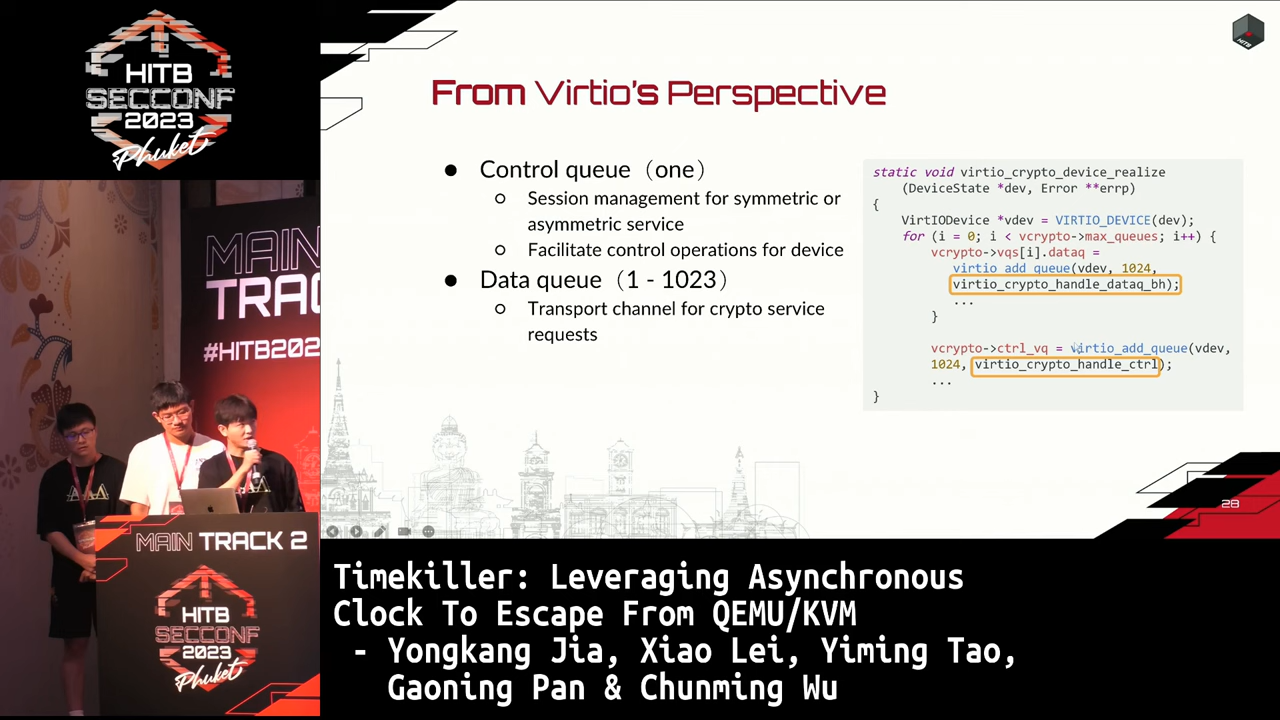 HITB
SECCONF
2023
Phuket
HITB
From Virtio's Perspective
● Control queue（one）
○ Session management for symmetric or
asymmetric service
○ Facilitate control operations for device
● Data queue（1 - 1023）
○ Transport channel for crypto service
requests
static void virtio_crypto_device_realize
(DeviceState *dev, Error **errp)
{
VirtIODevice *vdev = VIRTIO_DEVICE(dev);
for (i = 0; i < vcrypto->max_queues; i++) {
vcrypto->vqs[i].dataq =
virtio_add_queue(vdev, 1024,
virtio_crypto_handle_dataq_bh);
...
}
vcrypto->ctrl_vq = virtio_add_queue(vdev,
1024, virtio_crypto_handle_ctrl);
...
}
28
MAIN
TRAC
#HITB202
MAIN TRACK 2
HITB
SECCONF
2023
Phuket
Timekiller: Leveraging Asynchronous
Clock To Escape From QEMU/KVM
- Yongkang Jia, Xiao Lei, Yiming Tao,
Gaoning Pan & Chunming Wu